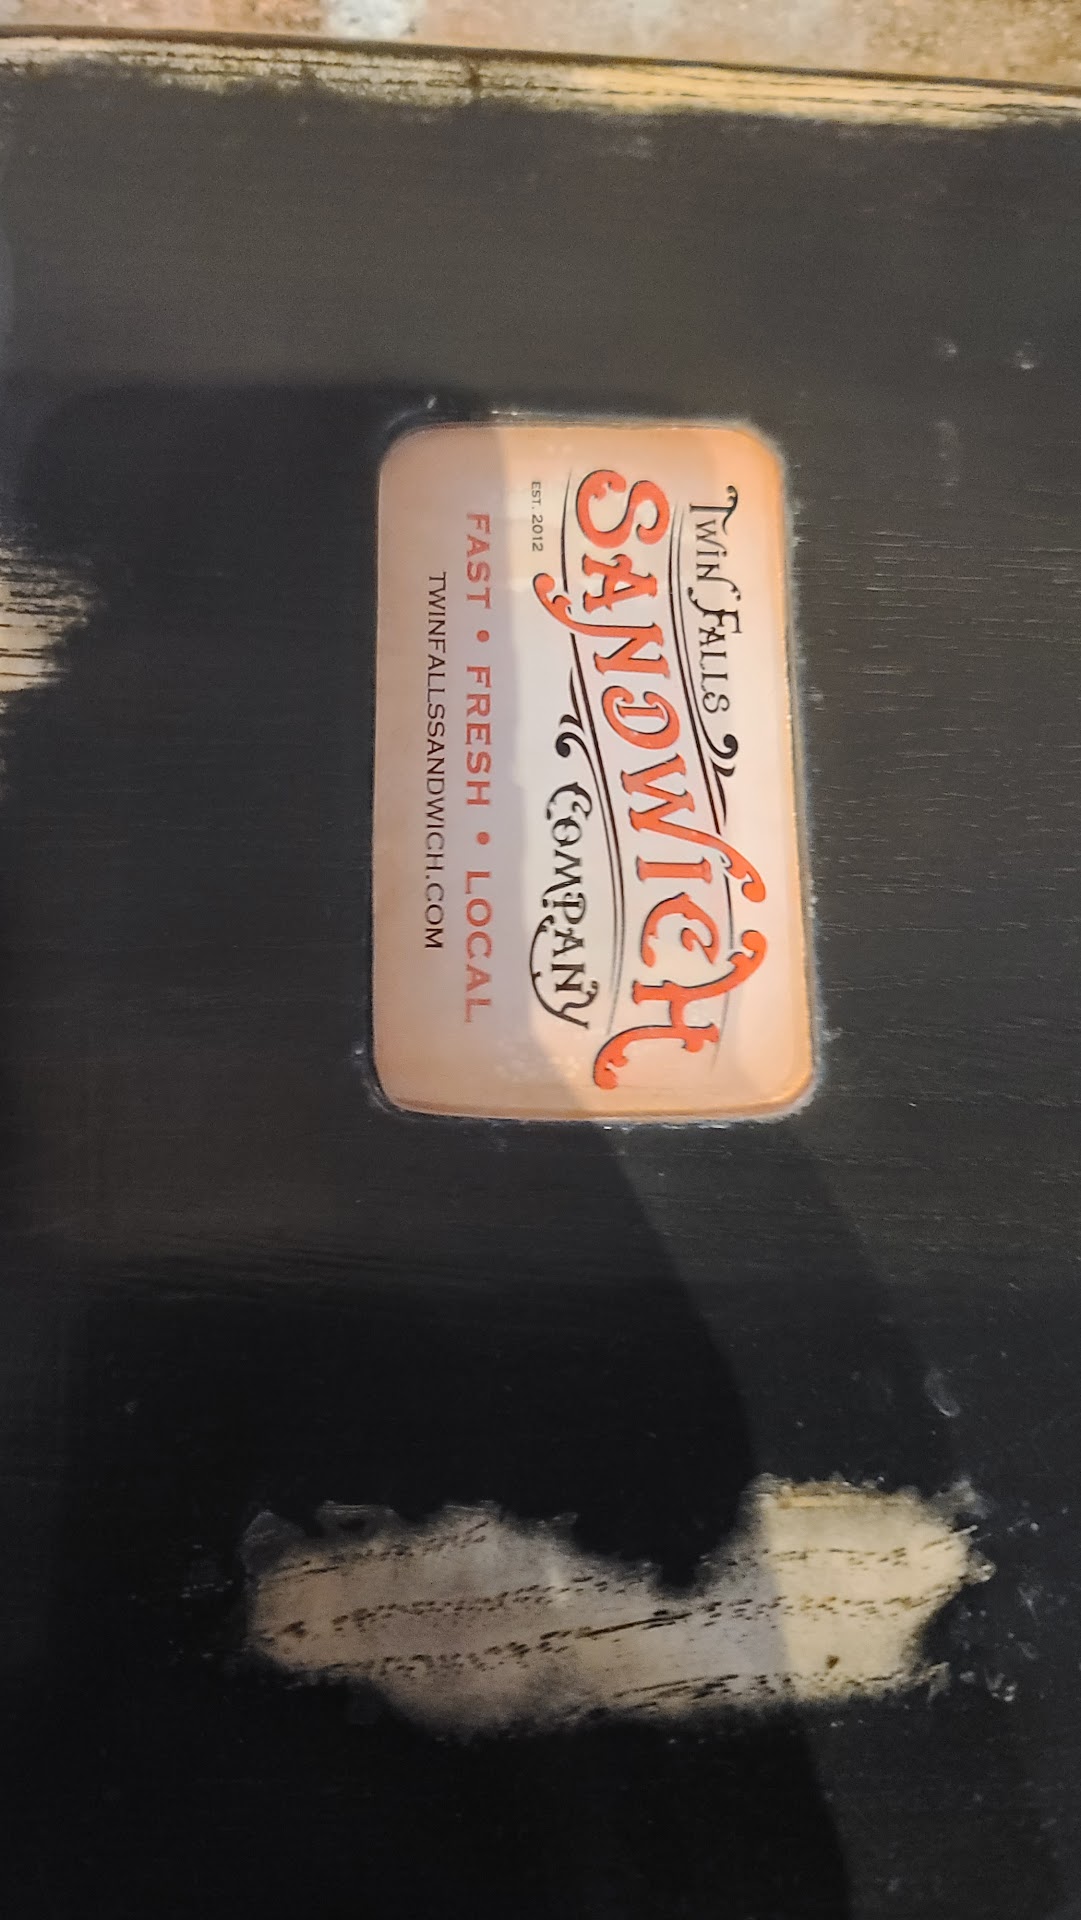 Twin Falls
SANDWICH
Company
EST. 2012
FAST • FRESH • LOCAL
TWINFALLSSANDWICH.COM